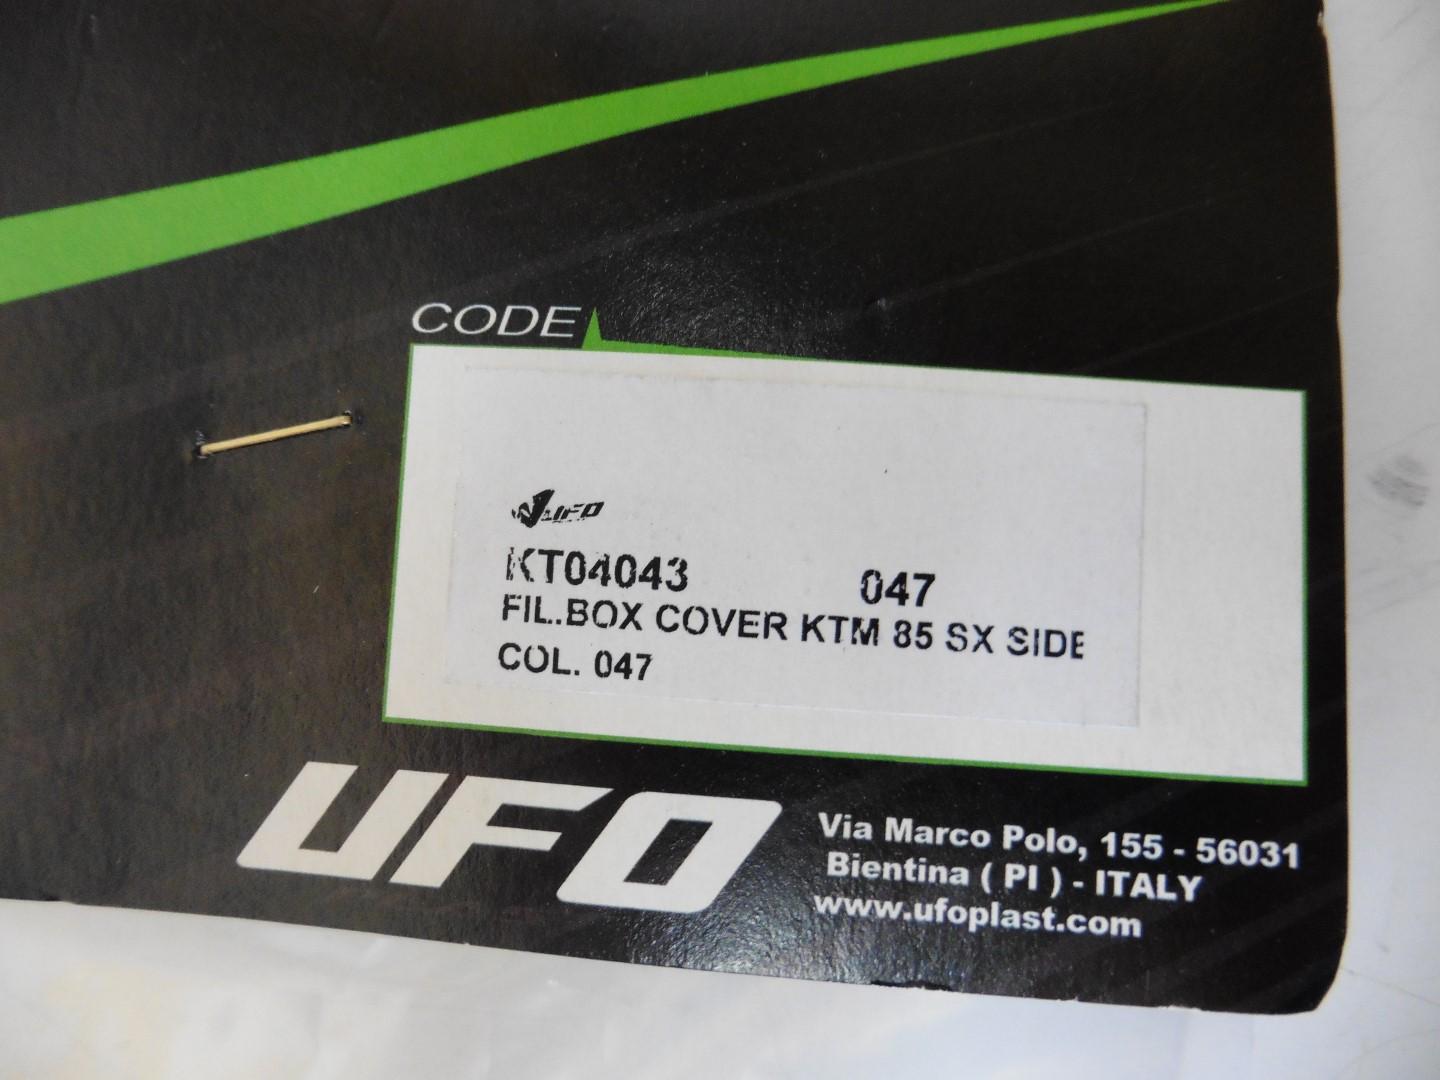 CODE
UFO
KT04043 047
FIL..BOX COVER KTM 85 SX SIDE
COL. 047
UFO
Via Marco Polo, 155 - 56031
Bientina ( PI ) - ITALY
www.ufoplast.com